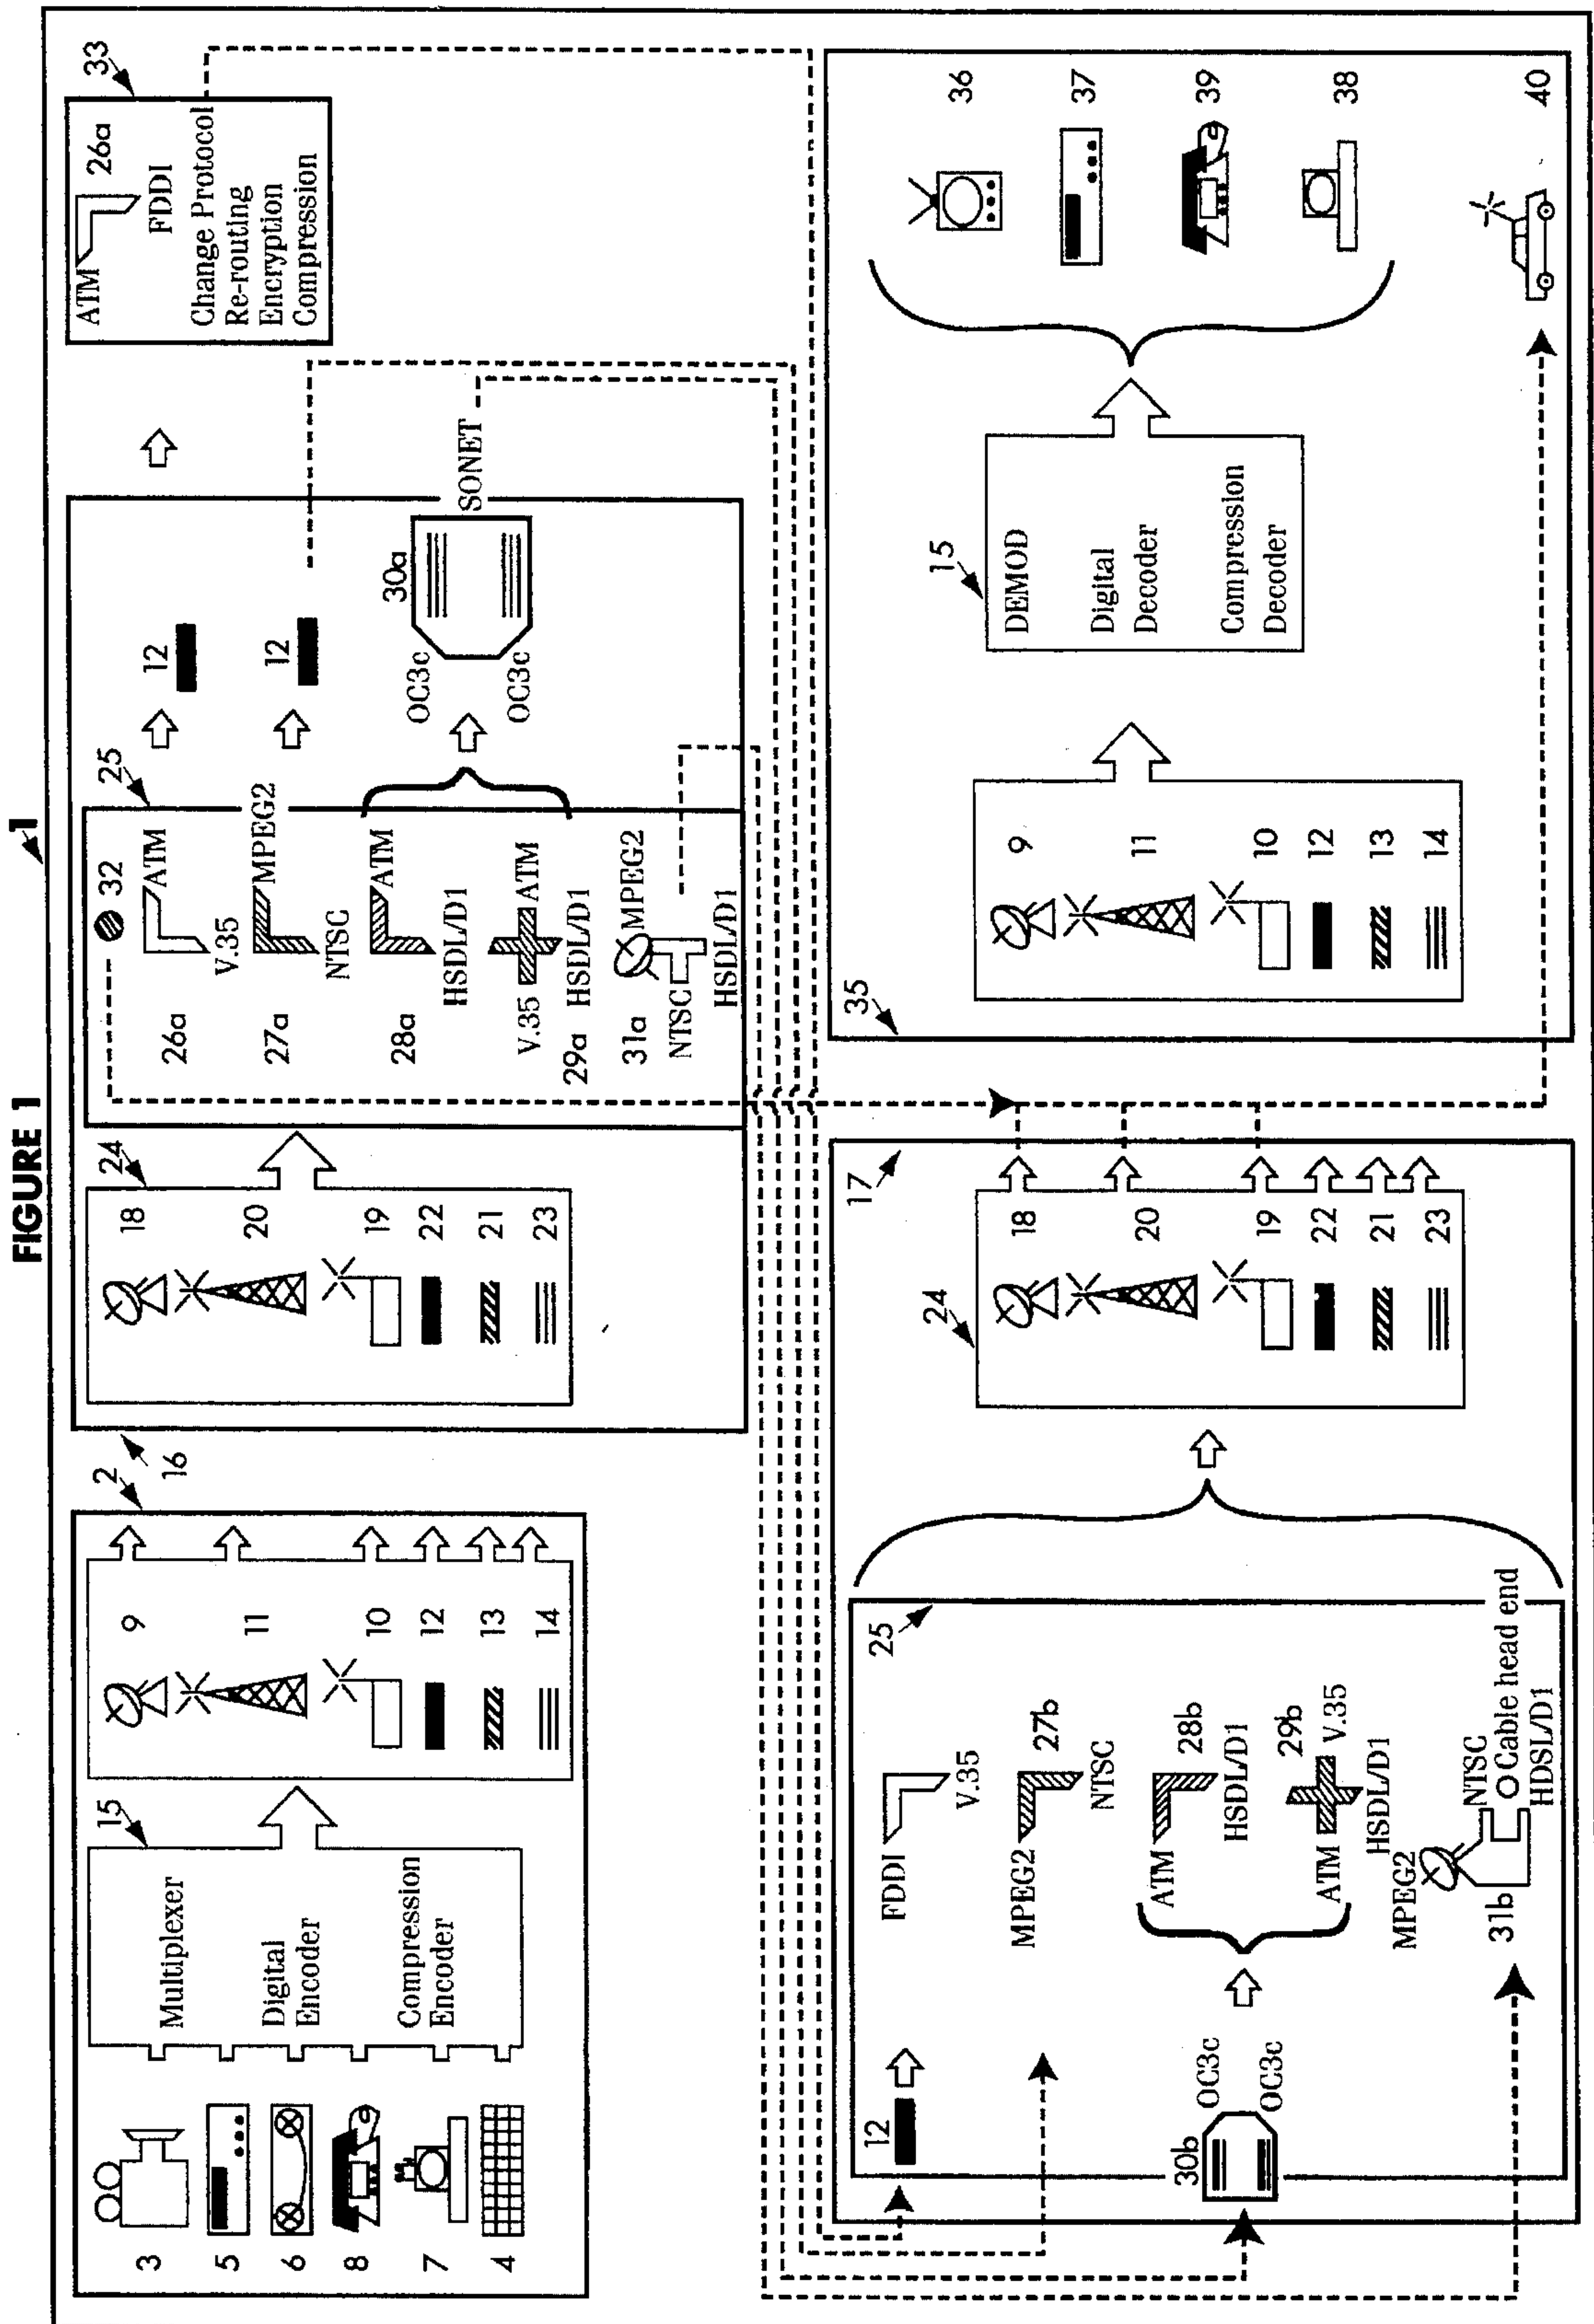 FIGURE 1
1
2
3
5
6
8
7
4
15
Multiplexer
Digital
Encoder
Compression
Encoder
9
11
10
12
13
14
16
24
18
20
19
22
21
23
25
32
26a
ATM
V.35
27a
MPEG2
NTSC
28a
ATM
HSDL/D1
V.35
ATM
29a
HSDL/D1
31a
MPEG2
NTSC
HSDL/D1
12
12
30a
OC3c
OC3c
SONET
33
ATM
26a
FDDI
Change Protocol
Re-routing
Encryption
Compression
17
25
12
FDDI
V.35
MPEG2
27b
NTSC
30b
OC3c
OC3c
ATM
28b
HSDL/D1
29b
ATM
V.35
HSDL/D1
MPEG2
31b
NTSC
Cable head end
HDSL/D1
24
18
20
19
22
21
23
35
9
11
10
12
13
14
15
DEMOD
Digital
Decoder
Compression
Decoder
36
37
39
38
40